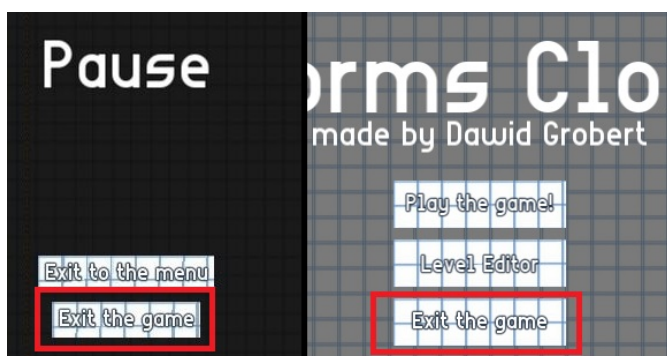 Pause
Exit to the menu
Exit the game
orms Clo
made by Dawid Grobert
Play the game!
Level Editor
Exit the game